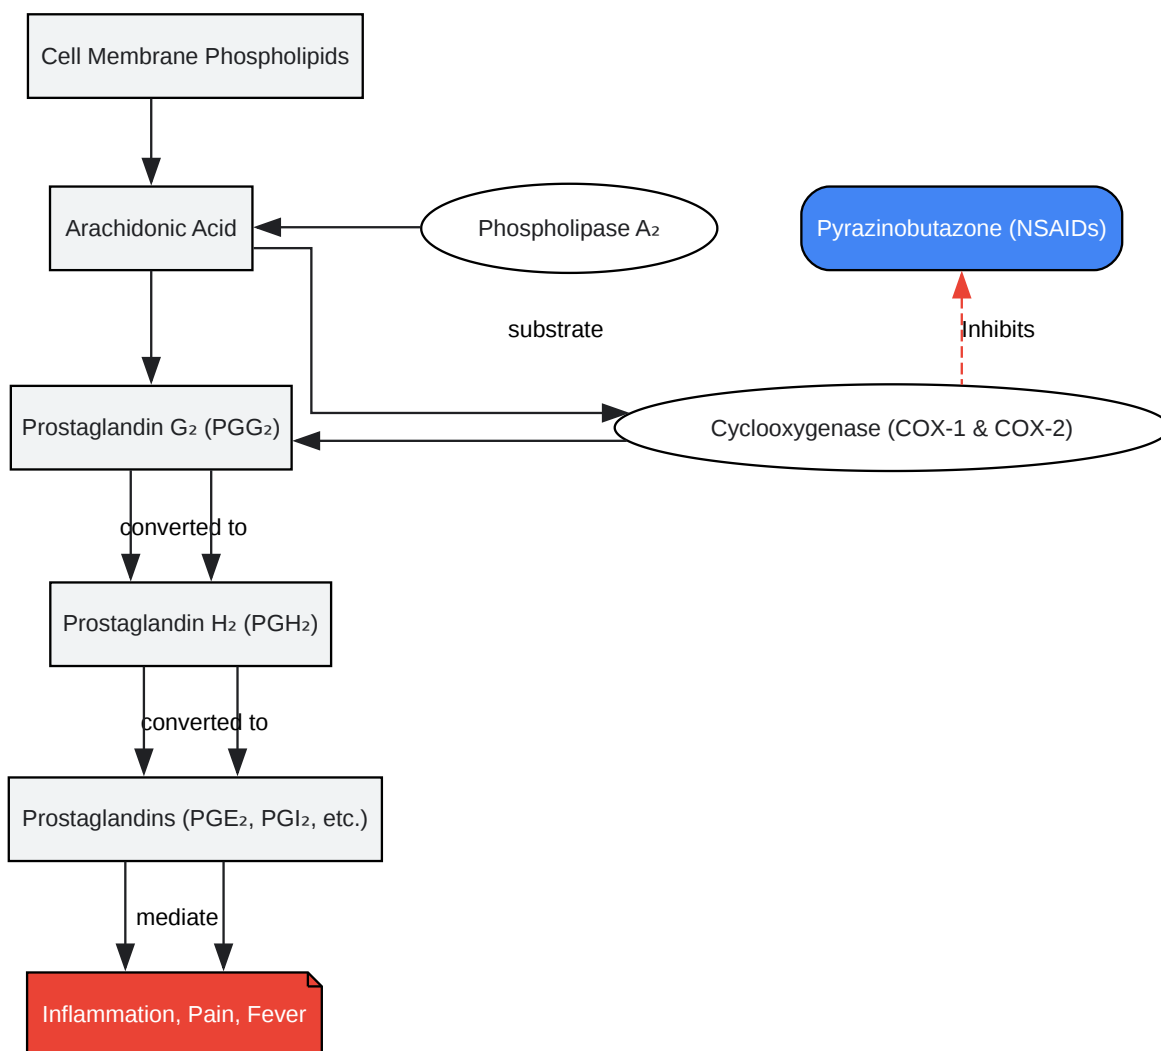 Cell Membrane Phospholipids
Arachidonic Acid
Phospholipase A₂
Pyrazinobutazone (NSAIDs)
substrate
Inhibits
Prostaglandin G₂ (PGG₂)
Cyclooxygenase (COX-1 & COX-2)
converted to
Prostaglandin H₂ (PGH₂)
converted to
Prostaglandins (PGE₂, PGI₂, etc.)
mediate
Inflammation, Pain, Fever